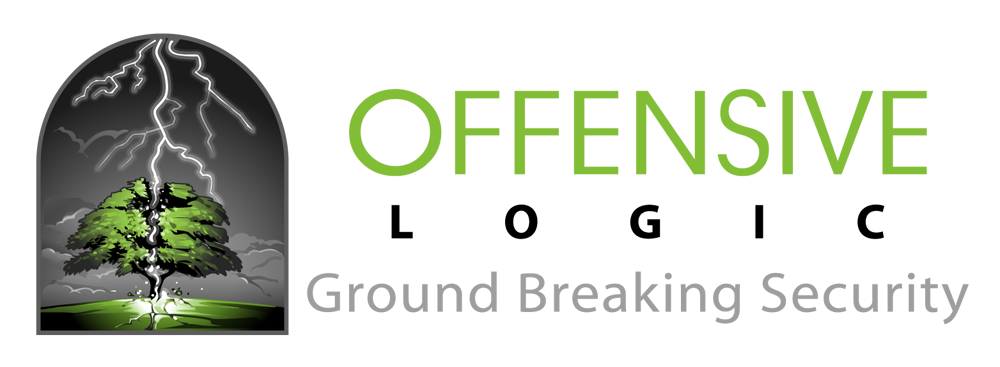 OFFENSIVE
LOGIC
Ground Breaking Security